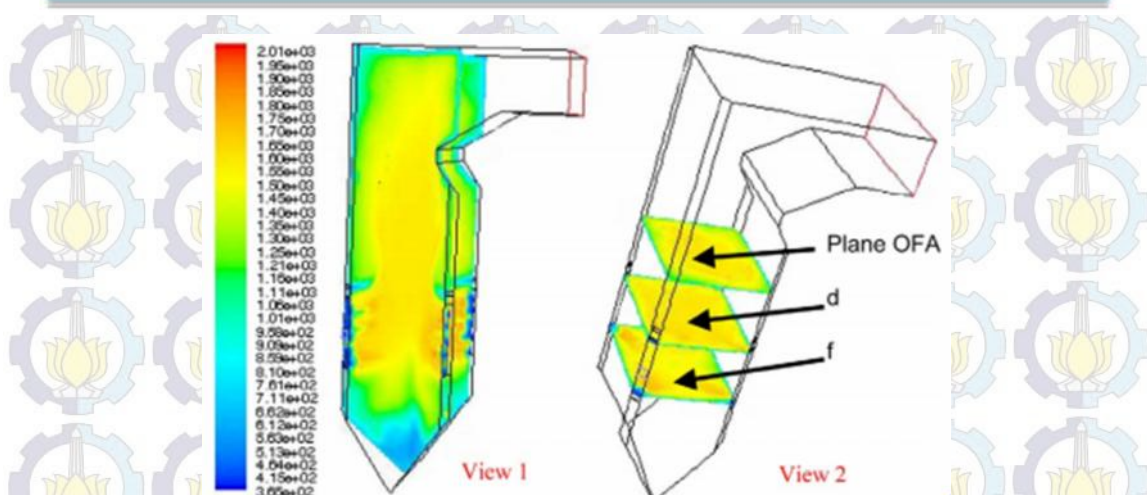 2.01e+03
1.95e+03
1.90e+03
1.85e+03
1.80e+03
1.75e+03
1.70e+03
1.65e+03
1.60e+03
1.55e+03
1.50e+03
1.45e+03
1.40e+03
1.35e+03
1.30e+03
1.25e+03
1.21e+03
1.16e+03
1.11e+03
1.06e+03
1.01e+03
9.58e+02
9.09e+02
8.59e+02
8.10e+02
7.61e+02
7.11e+02
6.62e+02
6.12e+02
5.63e+02
5.13e+02
4.64e+02
4.15e+02
3.65e+02
View 1
Plane OFA
d
f
View 2